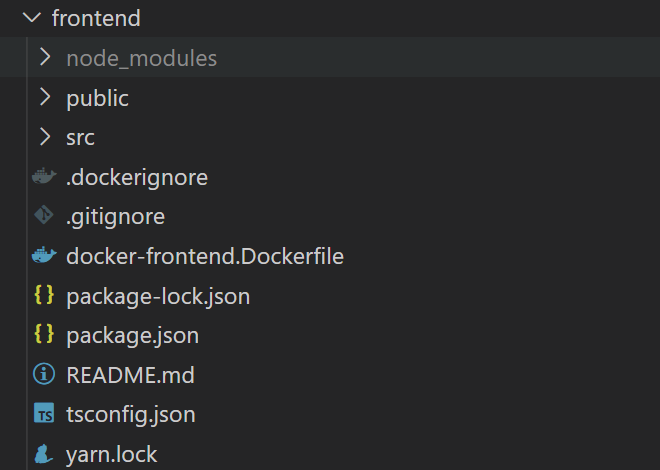 frontend
node_modules
public
src
.dockerignore
.gitignore
docker-frontend.Dockerfile
{} package-lock.json
{} package.json
README.md
TS tsconfig.json
yarn.lock